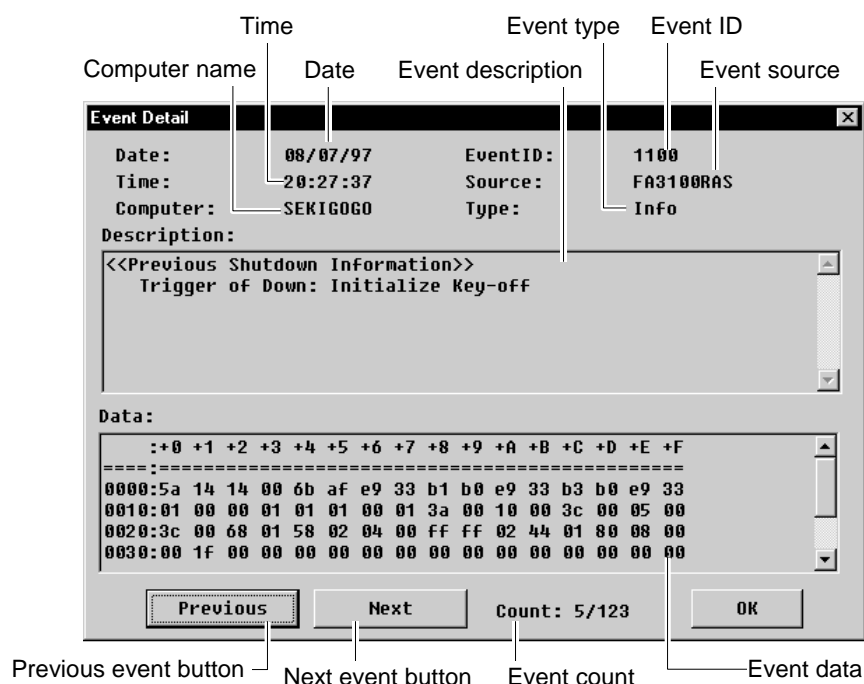 Time Event type Event ID
Computer name Date Event description Event source
Event Detail
Date: 08/07/97 EventID: 1100
Time: 20:27:37 Source: FA3100RAS
Computer: SEKIGOGO Type: Info
Description:
<<Previous Shutdown Information>>
Trigger of Down: Initialize Key-off
Data:
:+0 +1 +2 +3 +4 +5 +6 +7 +8 +9 +A +B +C +D +E +F
====:===============================================
0000:5a 14 14 00 6b af e9 33 b1 b0 e9 33 b3 b0 e9 33
0010:01 00 00 01 01 01 00 01 3a 00 10 00 3c 00 05 00
0020:3c 00 68 01 58 02 04 00 ff ff 02 44 01 80 08 00
0030:00 1f 00 00 00 00 00 00 00 00 00 00 00 00 00 00
Previous Next Count: 5/123 OK
Previous event button Next event button Event count Event data